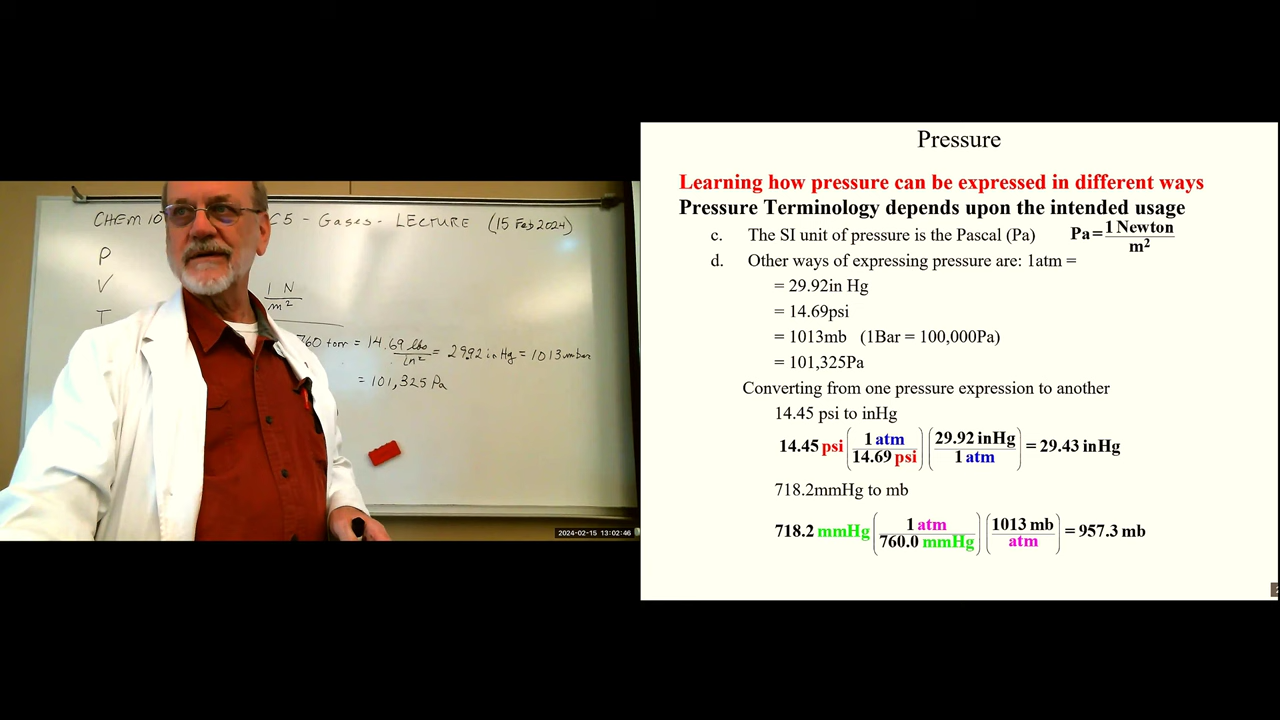 CHEM 10 C5 - Gases - LECTURE (15 Feb 2024)
P
V
T
1 N
m²
760 torr = 14.69 lbs = 29.92 in Hg = 1013 mbar
in²
= 101,325 Pa
2024-02-15 13:02:46
Pressure
Learning how pressure can be expressed in different ways
Pressure Terminology depends upon the intended usage
c. The SI unit of pressure is the Pascal (Pa) Pa = 1 Newton
m²
d. Other ways of expressing pressure are: 1atm =
= 29.92in Hg
= 14.69psi
= 1013mb (1Bar = 100,000Pa)
= 101,325Pa
Converting from one pressure expression to another
14.45 psi to inHg
14.45 psi (1 atm / 14.69 psi) (29.92 inHg / 1 atm) = 29.43 inHg
718.2mmHg to mb
718.2 mmHg (1 atm / 760.0 mmHg) (1013 mb / atm) = 957.3 mb